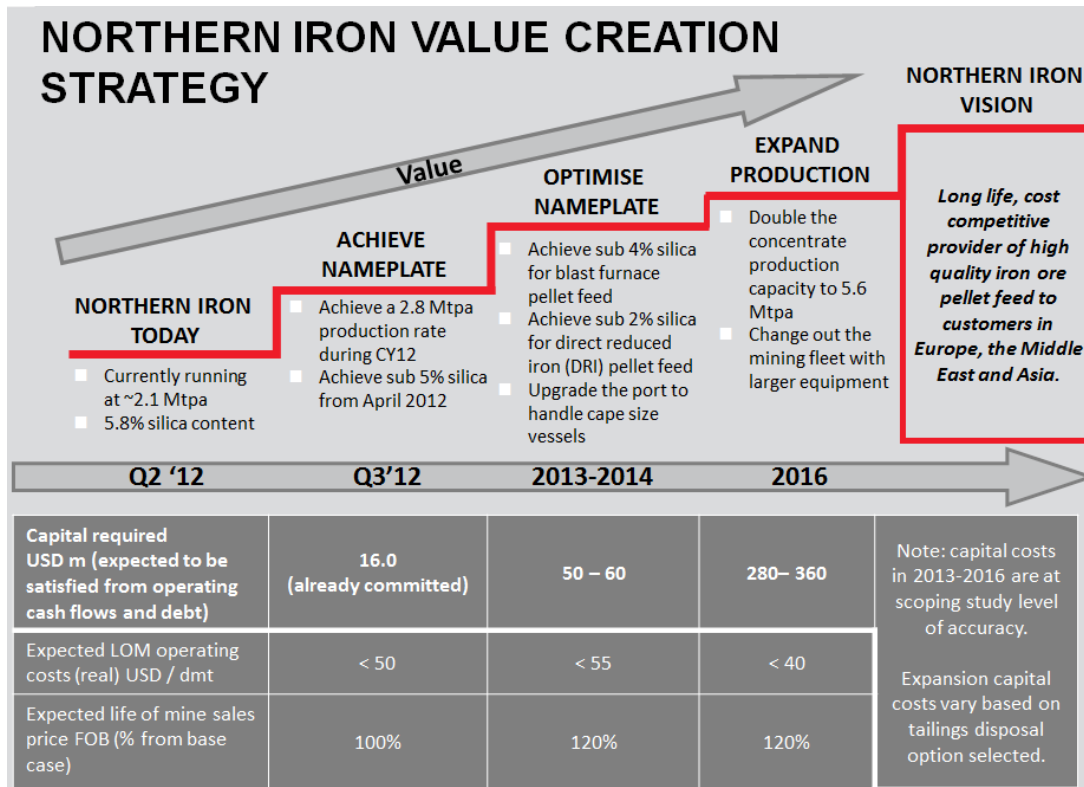 NORTHERN IRON VALUE CREATION
STRATEGY
Value
NORTHERN IRON
TODAY
Currently running
at ~2.1 Mtpa
5.8% silica content
ACHIEVE
NAMEPLATE
Achieve a 2.8 Mtpa
production rate
during CY12
Achieve sub 5% silica
from April 2012
OPTIMISE
NAMEPLATE
Achieve sub 4% silica
for blast furnace
pellet feed
Achieve sub 2% silica
for direct reduced
iron (DRI) pellet feed
Upgrade the port to
handle cape size
vessels
EXPAND
PRODUCTION
Double the
concentrate
production
capacity to 5.6
Mtpa
Change out the
mining fleet with
larger equipment
NORTHERN IRON
VISION
Long life, cost
competitive
provider of high
quality iron ore
pellet feed to
customers in
Europe, the Middle
East and Asia.
Q2 ‘12
Q3’12
2013-2014
2016
Capital required
USD m (expected to be
satisfied from operating
cash flows and debt)
16.0
(already committed)
50 – 60
280– 360
Expected LOM operating
costs (real) USD / dmt
< 50
< 55
< 40
Expected life of mine sales
price FOB (% from base
case)
100%
120%
120%
Note: capital costs
in 2013-2016 are at
scoping study level
of accuracy.
Expansion capital
costs vary based on
tailings disposal
option selected.